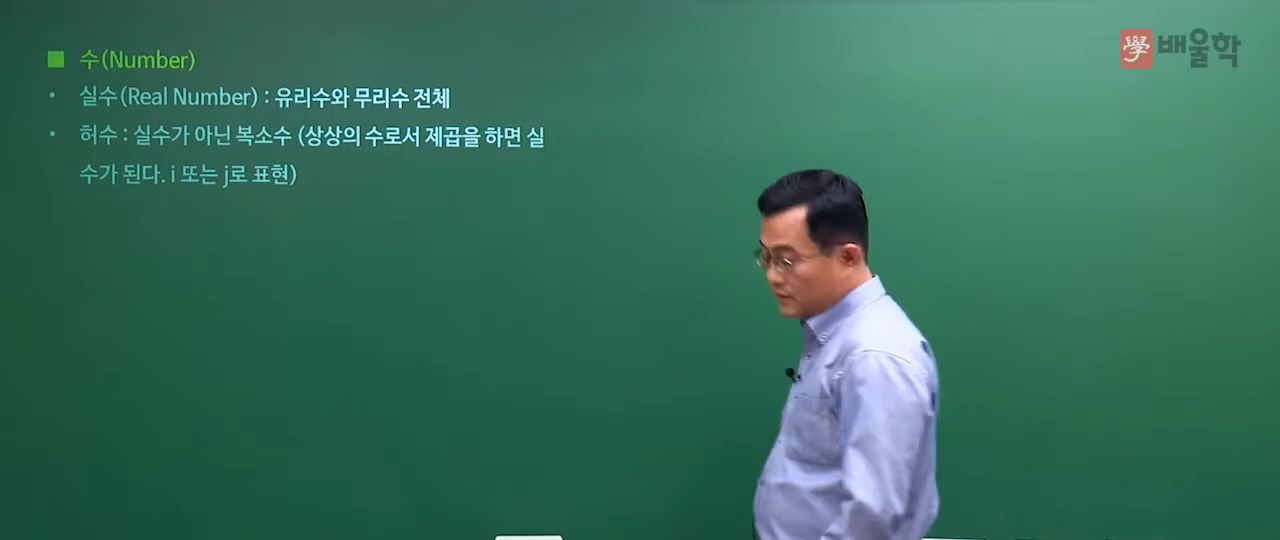 學 배울학
■ 수(Number)
• 실수(Real Number) : 유리수와 무리수 전체
• 허수 : 실수가 아닌 복소수 (상상의 수로서 제곱을 하면 실
수가 된다. i 또는 j로 표현)